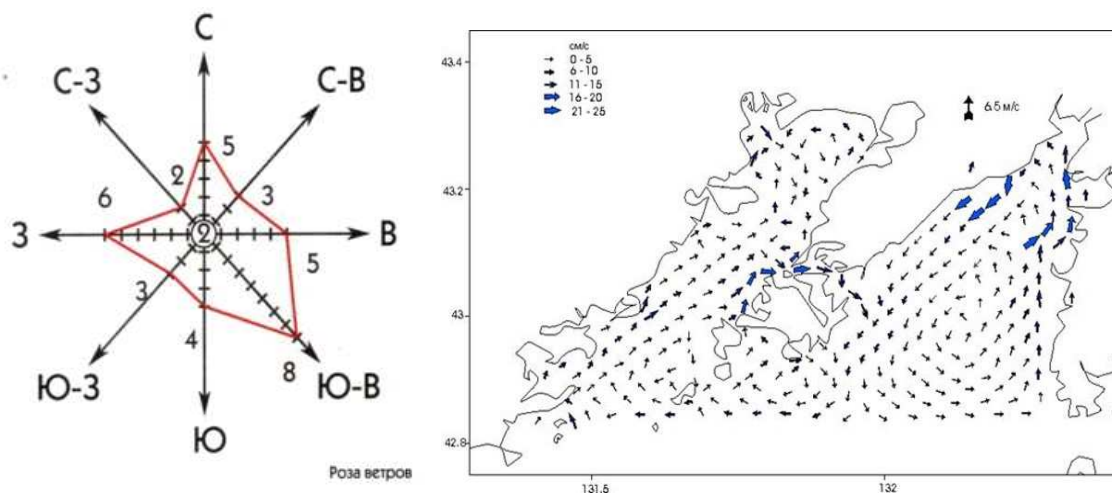 С
С-З
С-В
5
2
3
6
З
2
В
5
3
4
8
Ю-З
Ю-В
Ю
Роза ветров
см/с
0 - 5
6 - 10
11 - 15
16 - 20
21 - 25
6.5 м/с
43.4
43.2
43
42.8
131.5
132